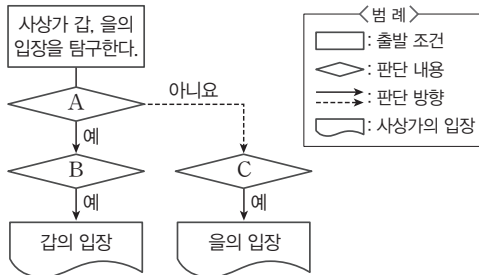 사상가 갑, 을의
입장을 탐구한다.
A
아니요
예
B
C
예
예
갑의 입장
을의 입장
<범 례>
: 출발 조건
: 판단 내용
: 판단 방향
: 사상가의 입장